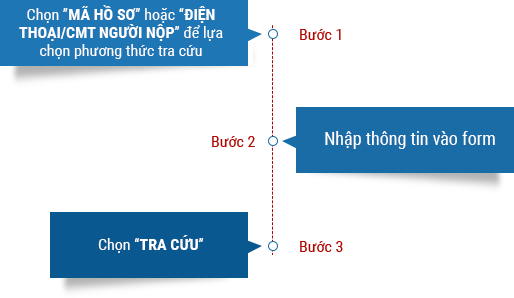 Chọn "MÃ HỒ SƠ" hoặc "ĐIỆN
THOẠI/CMT NGƯỜI NỘP" để lựa
chọn phương thức tra cứu
Bước 1
Bước 2
Nhập thông tin vào form
Chọn "TRA CỨU"
Bước 3